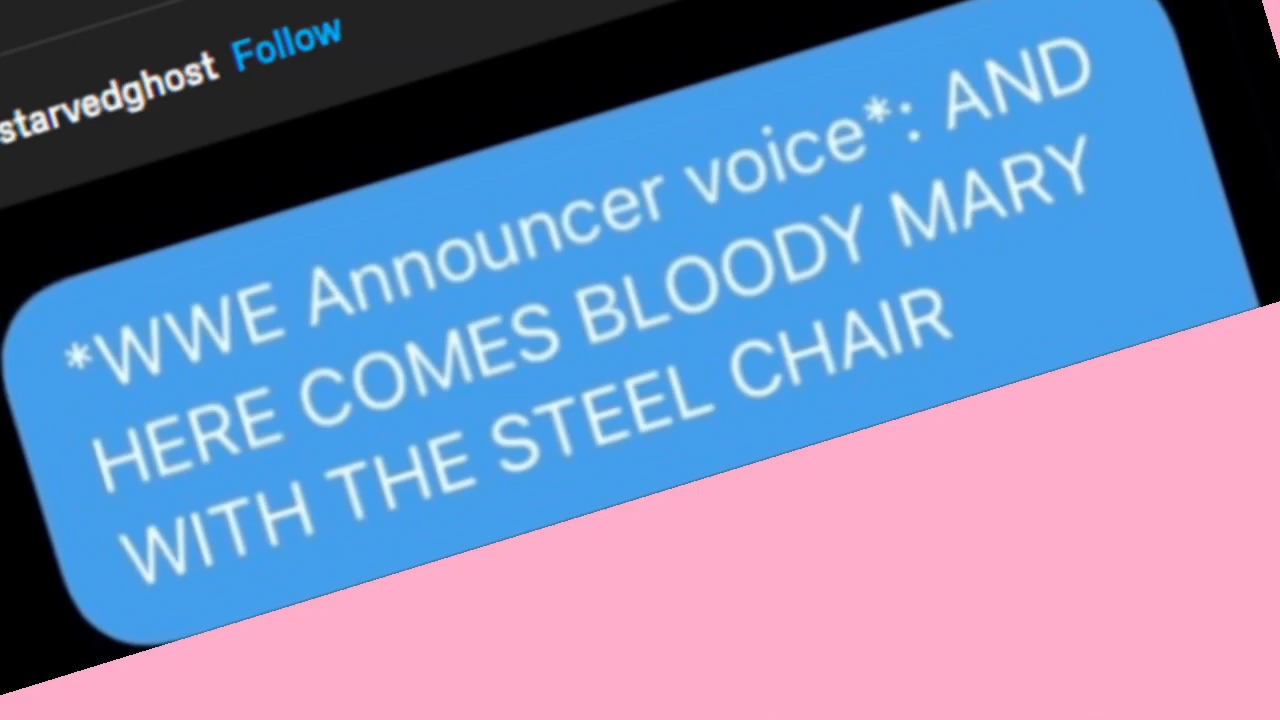 starvedghost Follow
*WWE Announcer voice*: AND
HERE COMES BLOODY MARY
WITH THE STEEL CHAIR